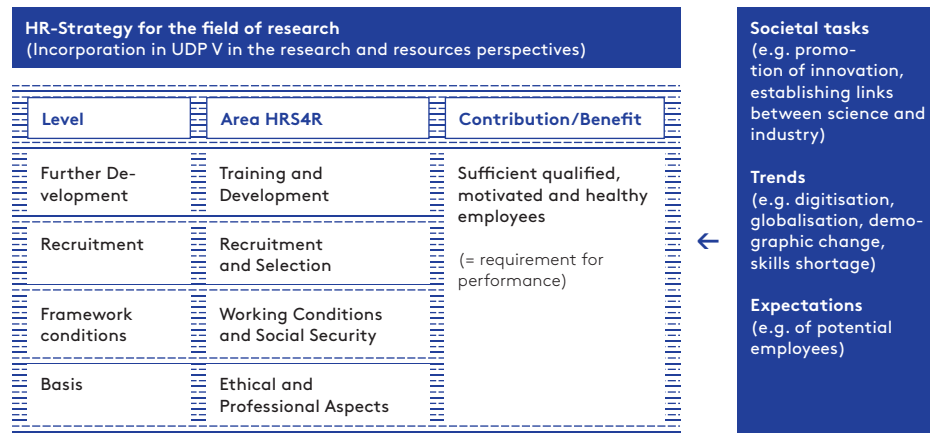 HR-Strategy for the field of research
(Incorporation in UDP V in the research and resources perspectives)
Level
Area HRS4R
Contribution/Benefit
Further De-
velopment
Training and
Development
Sufficient qualified,
motivated and healthy
employees
(= requirement for
performance)
Recruitment
Recruitment
and Selection
Framework
conditions
Working Conditions
and Social Security
Basis
Ethical and
Professional Aspects
←
Societal tasks
(e.g. promo-
tion of innovation,
establishing links
between science and
industry)
Trends
(e.g. digitisation,
globalisation, demo-
graphic change,
skills shortage)
Expectations
(e.g. of potential
employees)